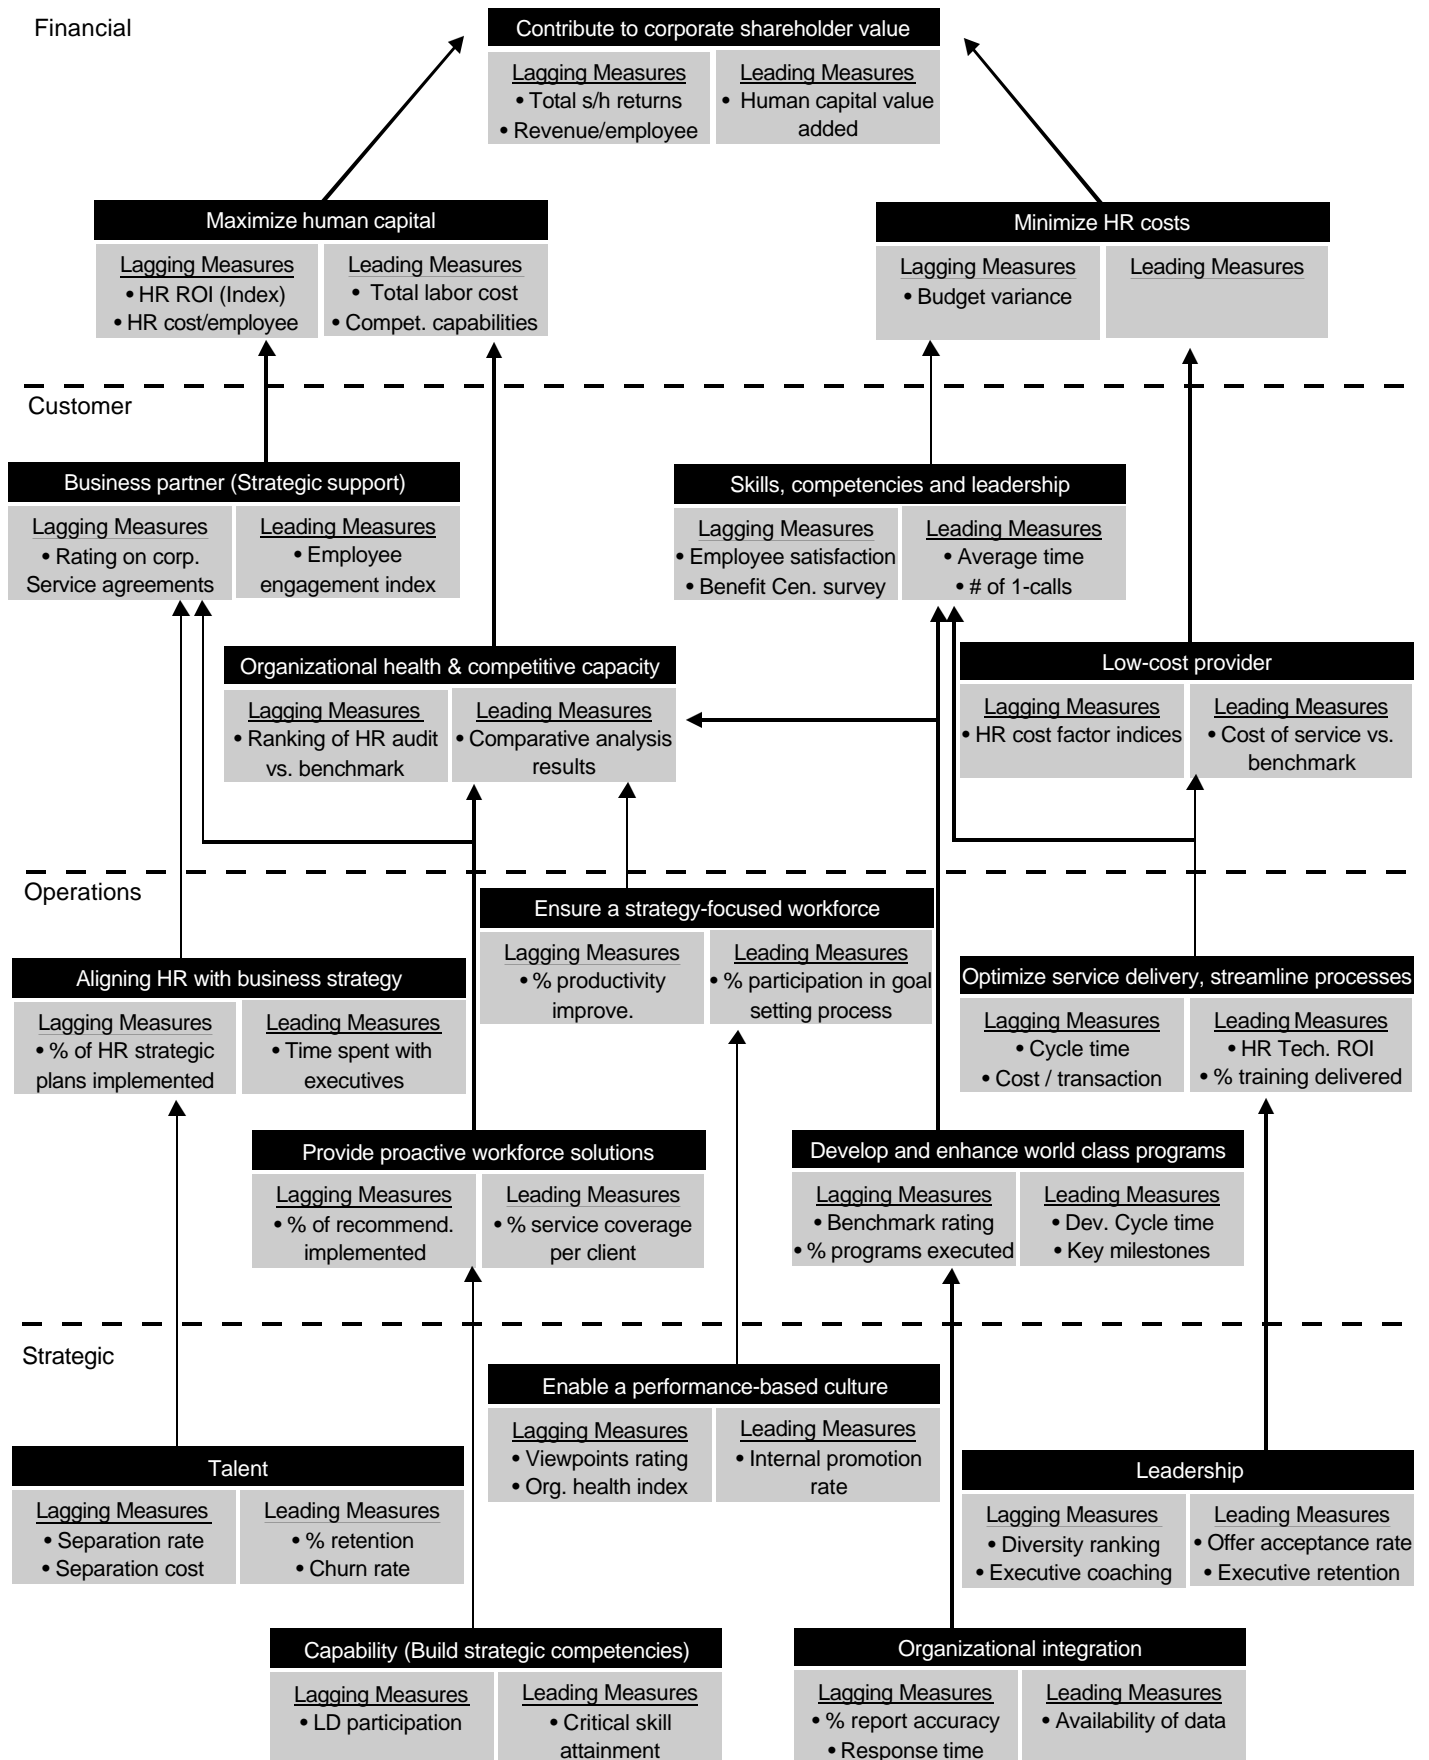 Financial
Contribute to corporate shareholder value
Lagging Measures
• Total s/h returns
• Revenue/employee
Leading Measures
• Human capital value
added
Maximize human capital
Lagging Measures
• HR ROI (Index)
• HR cost/employee
Leading Measures
• Total labor cost
• Compet. capabilities
Minimize HR costs
Lagging Measures
• Budget variance
Leading Measures
Customer
Business partner (Strategic support)
Lagging Measures
• Rating on corp.
Service agreements
Leading Measures
• Employee
engagement index
Skills, competencies and leadership
Lagging Measures
• Employee satisfaction
• Benefit Cen. survey
Leading Measures
• Average time
• # of 1-calls
Organizational health & competitive capacity
Lagging Measures
• Ranking of HR audit
vs. benchmark
Leading Measures
• Comparative analysis
results
Low-cost provider
Lagging Measures
• HR cost factor indices
Leading Measures
• Cost of service vs.
benchmark
Operations
Ensure a strategy-focused workforce
Lagging Measures
• % productivity
improve.
Leading Measures
• % participation in goal
setting process
Aligning HR with business strategy
Lagging Measures
• % of HR strategic
plans implemented
Leading Measures
• Time spent with
executives
Optimize service delivery, streamline processes
Lagging Measures
• Cycle time
• Cost / transaction
Leading Measures
• HR Tech. ROI
• % training delivered
Provide proactive workforce solutions
Lagging Measures
• % of recommend.
implemented
Leading Measures
• % service coverage
per client
Develop and enhance world class programs
Lagging Measures
• Benchmark rating
• % programs executed
Leading Measures
• Dev. Cycle time
• Key milestones
Strategic
Enable a performance-based culture
Lagging Measures
• Viewpoints rating
• Org. health index
Leading Measures
• Internal promotion
rate
Talent
Lagging Measures
• Separation rate
• Separation cost
Leading Measures
• % retention
• Churn rate
Leadership
Lagging Measures
• Diversity ranking
• Executive coaching
Leading Measures
• Offer acceptance rate
• Executive retention
Capability (Build strategic competencies)
Lagging Measures
• LD participation
Leading Measures
• Critical skill
attainment
Organizational integration
Lagging Measures
• % report accuracy
• Response time
Leading Measures
• Availability of data